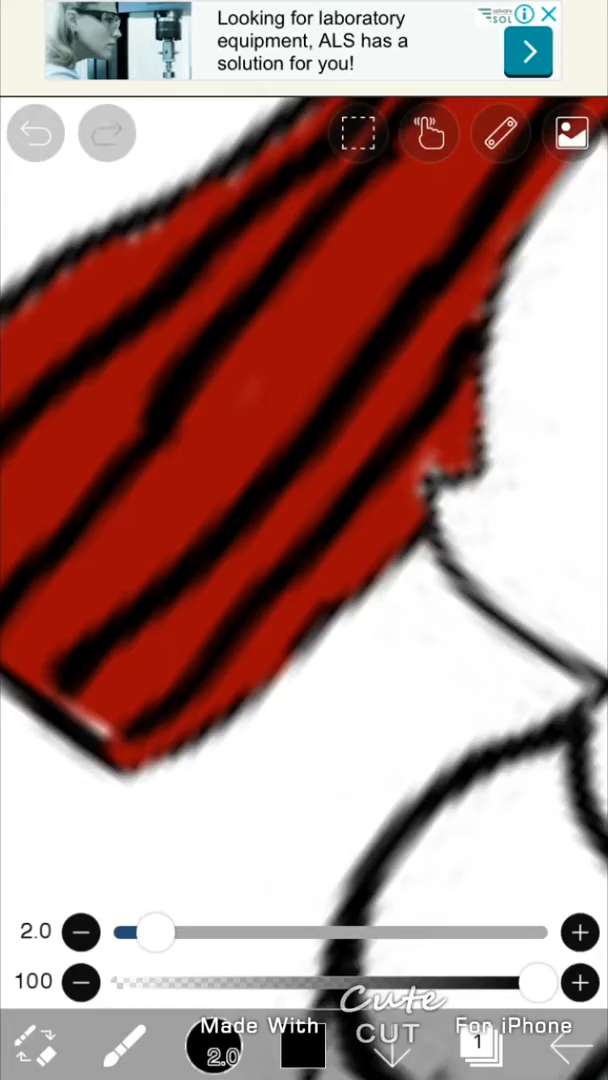 Looking for laboratory
equipment, ALS has a
solution for you!
2.0
100
Cute
CUT
Made With
For iPhone
2.0
1